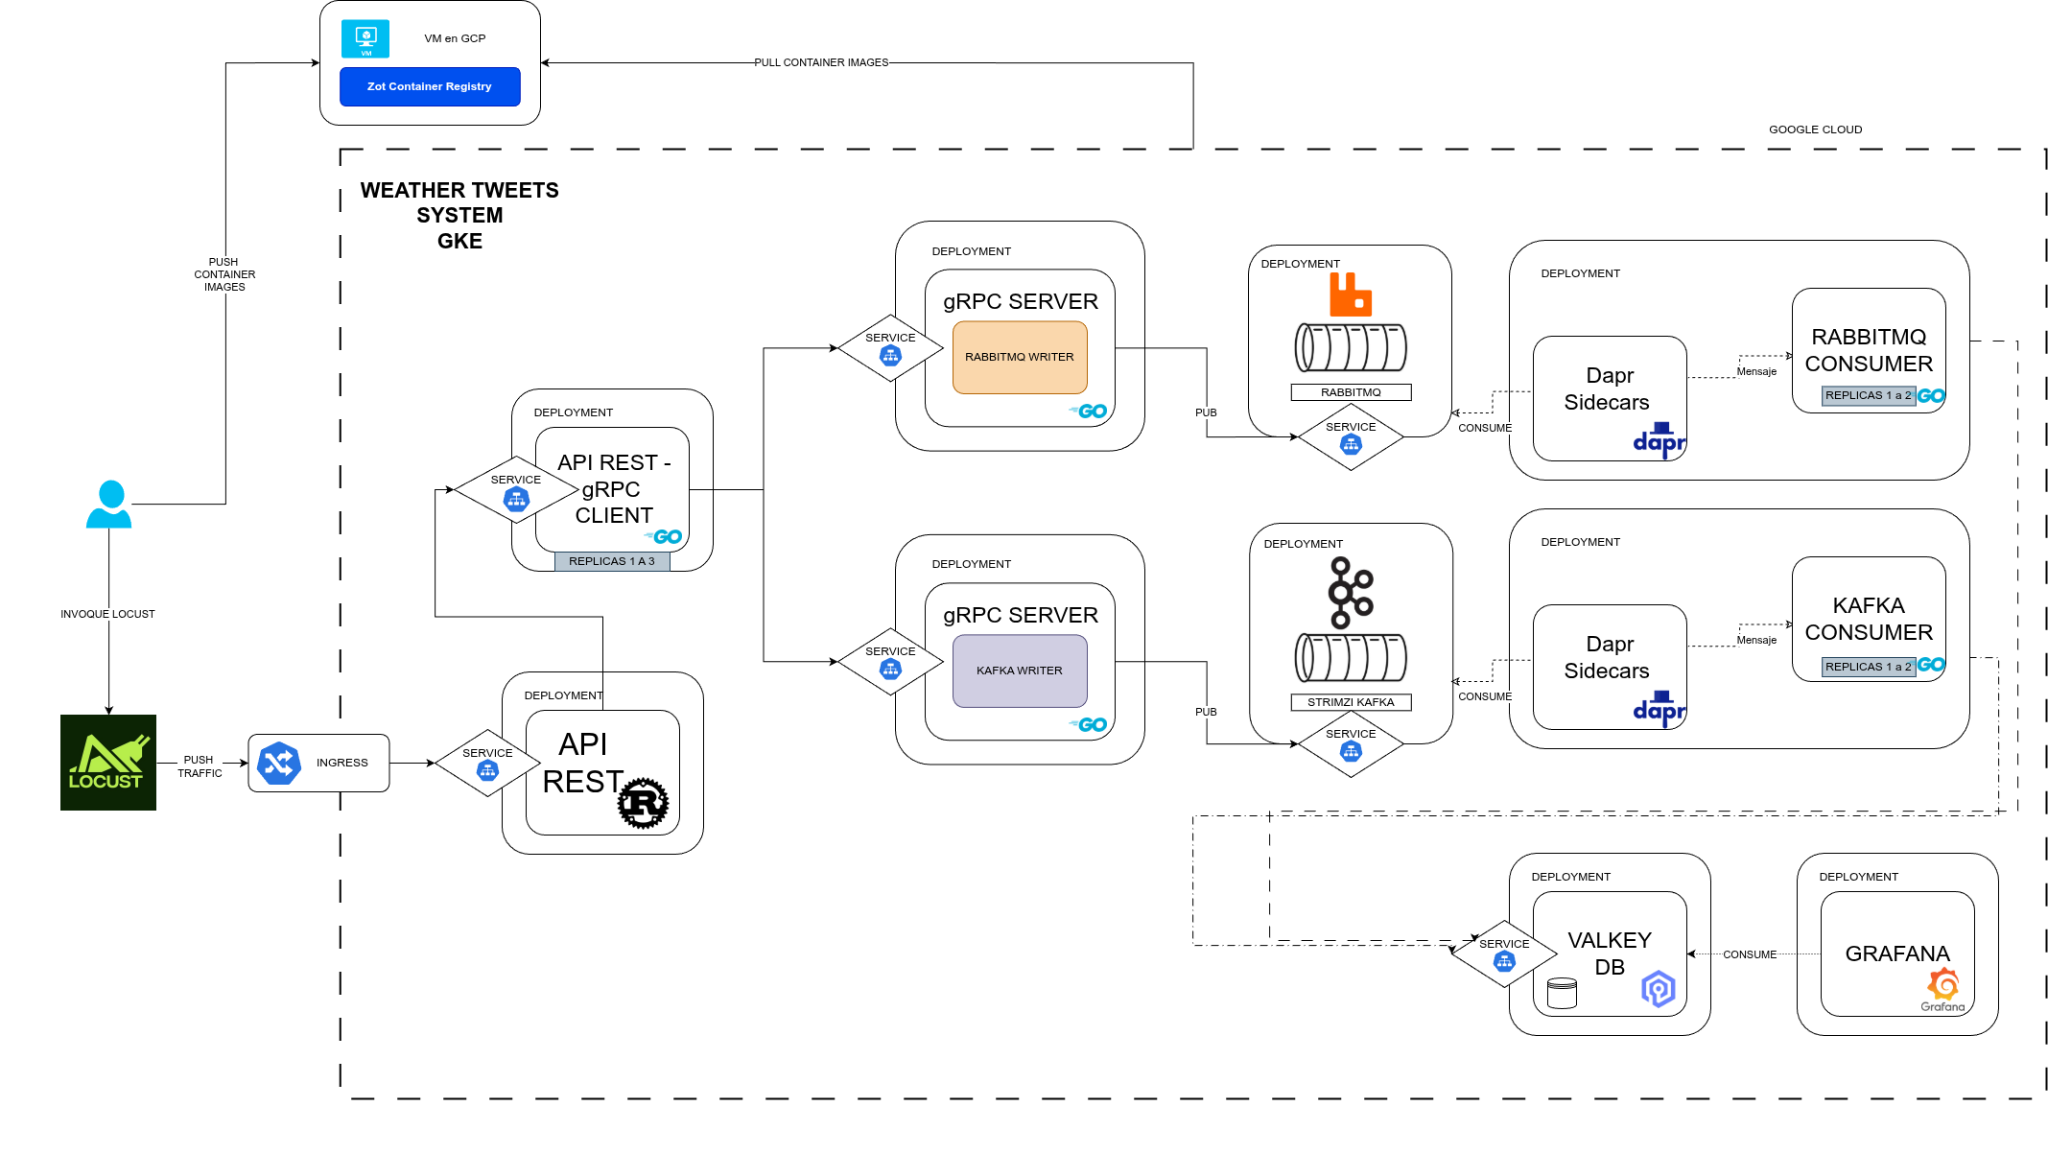 VM en GCP
VM
Zot Container Registry
PULL CONTAINER IMAGES
GOOGLE CLOUD
WEATHER TWEETS
SYSTEM
GKE
PUSH
CONTAINER
IMAGES
DEPLOYMENT
gRPC SERVER
SERVICE
RABBITMQ WRITER
GO
PUB
DEPLOYMENT
RABBITMQ
SERVICE
CONSUME
DEPLOYMENT
Dapr
Sidecars
dapr
Mensaje
RABBITMQ
CONSUMER
REPLICAS 1 a 2
GO
DEPLOYMENT
SERVICE
API REST -
gRPC
CLIENT
GO
REPLICAS 1 A 3
DEPLOYMENT
gRPC SERVER
SERVICE
KAFKA WRITER
GO
PUB
DEPLOYMENT
STRIMZI KAFKA
SERVICE
CONSUME
DEPLOYMENT
Dapr
Sidecars
dapr
Mensaje
KAFKA
CONSUMER
REPLICAS 1 a 2
GO
INVOQUE LOCUST
LOCUST
PUSH
TRAFFIC
INGRESS
DEPLOYMENT
SERVICE
API
REST
R
DEPLOYMENT
SERVICE
VALKEY
DB
CONSUME
DEPLOYMENT
GRAFANA
Grafana